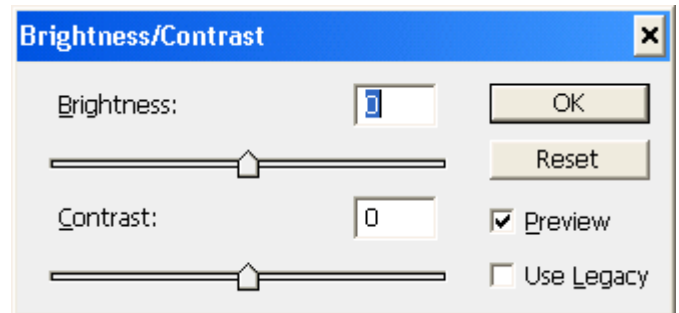 Brightness/Contrast
Brightness: 0
OK
Reset
Contrast: 0
Preview
Use Legacy